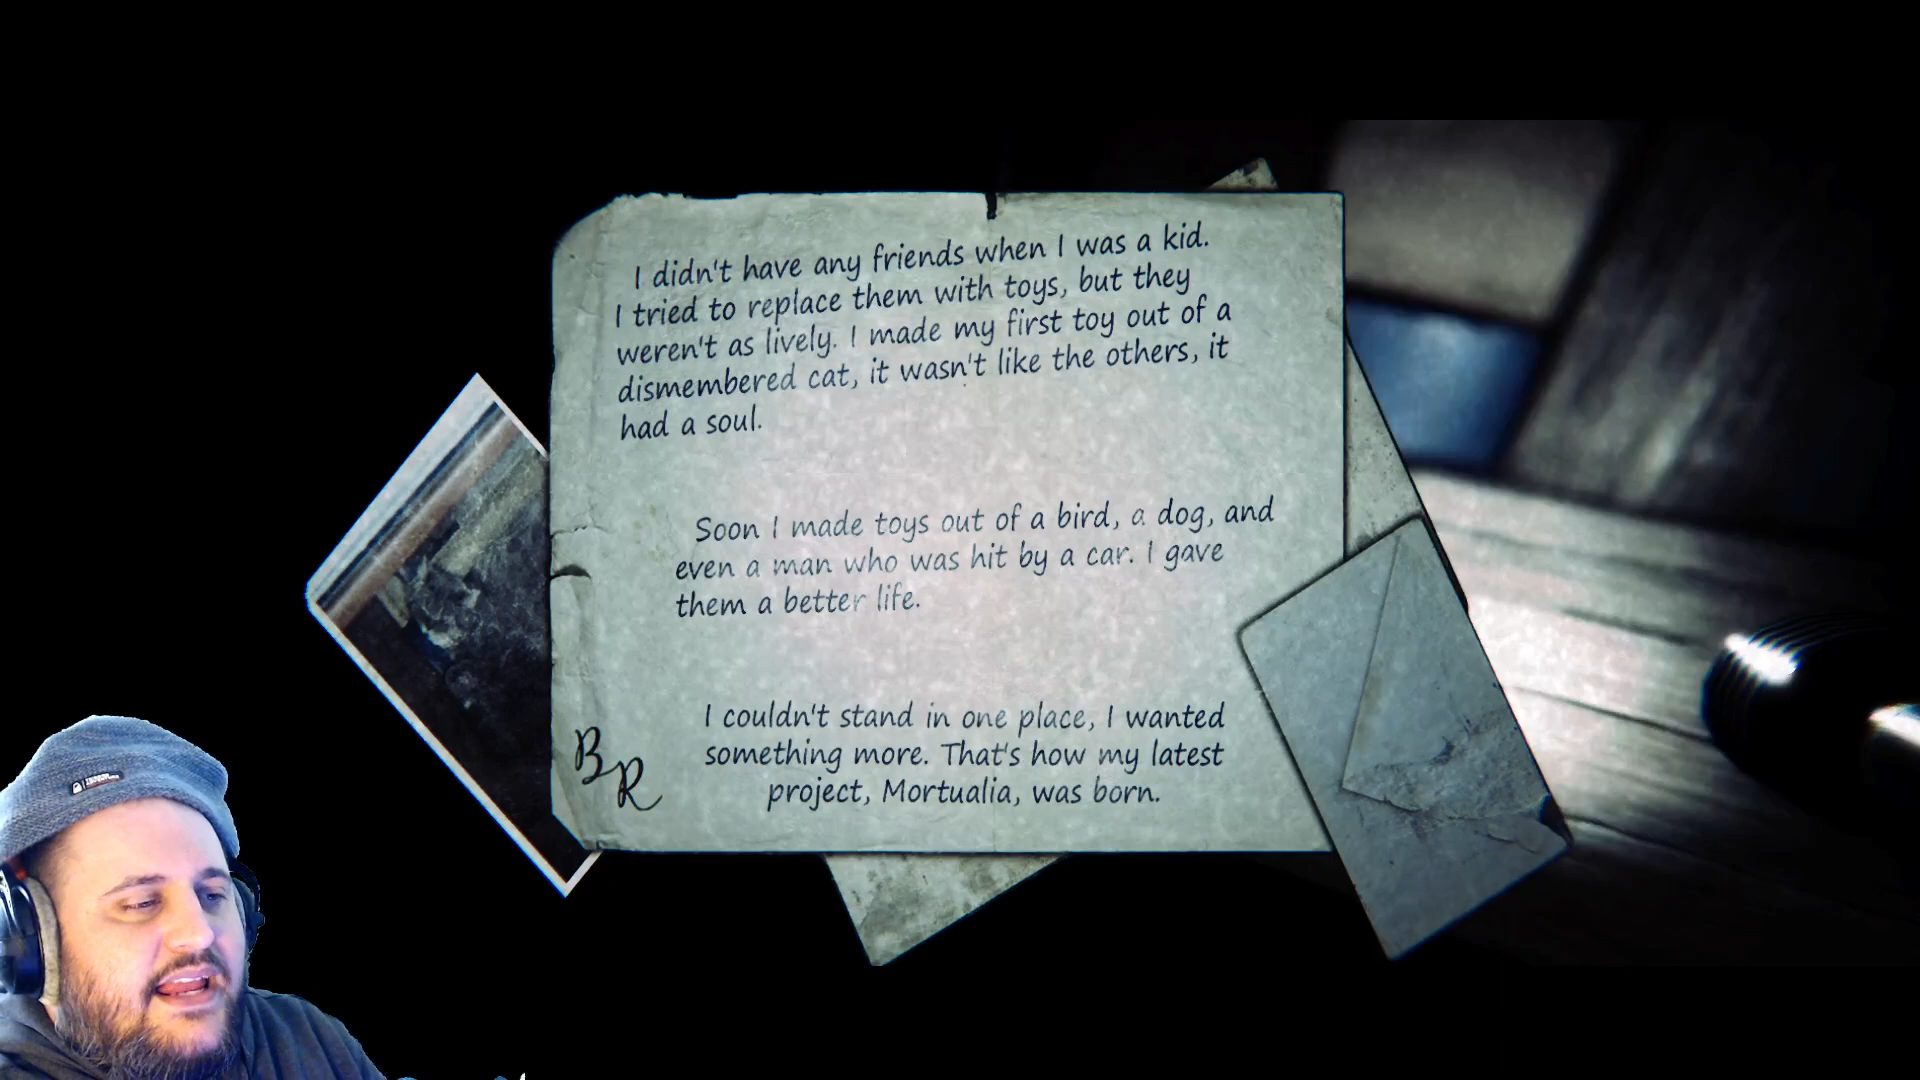 I didn't have any friends when I was a kid.
I tried to replace them with toys, but they
weren't as lively. I made my first toy out of a
dismembered cat, it wasn't like the others, it
had a soul.
Soon I made toys out of a bird, a dog, and
even a man who was hit by a car. I gave
them a better life.
I couldn't stand in one place, I wanted
something more. That's how my latest
project, Mortualia, was born.
BR